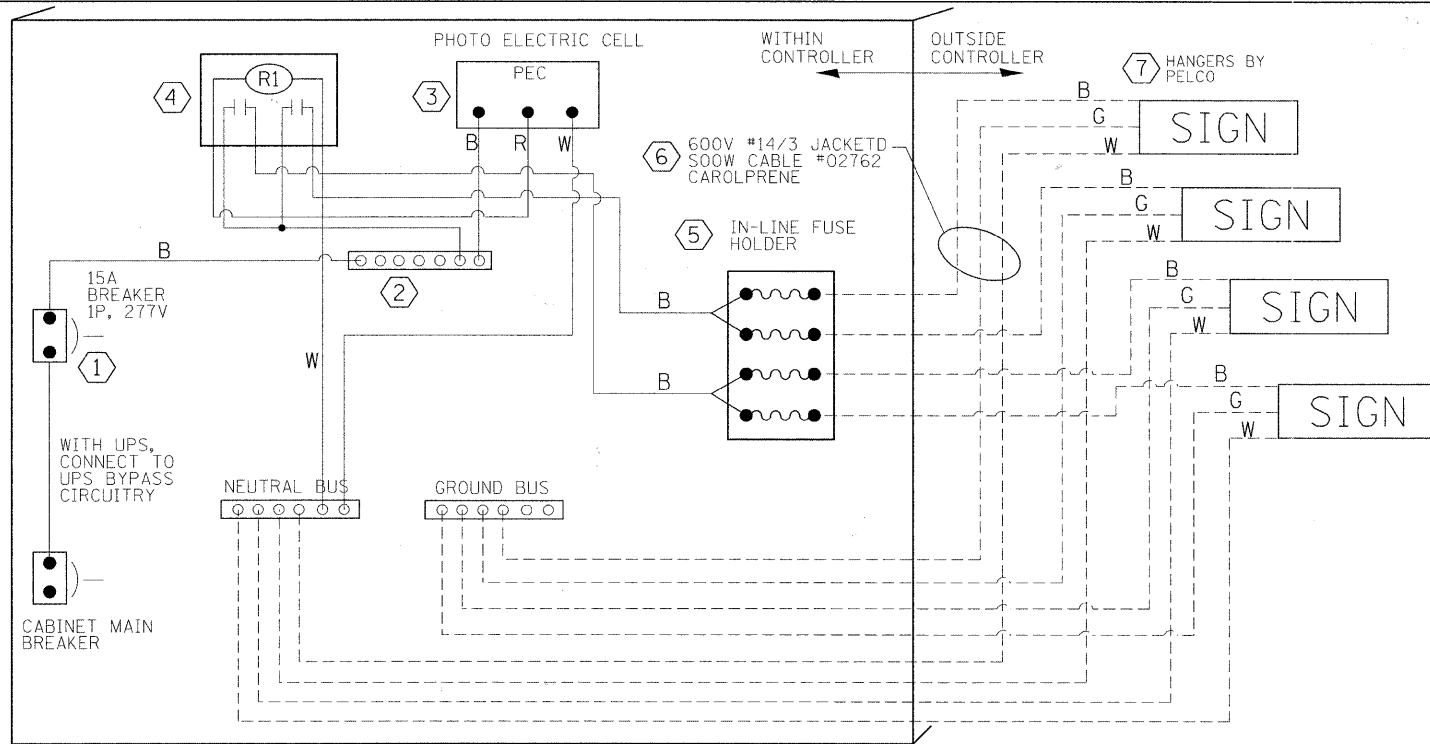 PHOTO ELECTRIC CELL
WITHIN
CONTROLLER
OUTSIDE
CONTROLLER
7
HANGERS BY
PELCO
R1
4
3
PEC
B
R
W
6
600V #14/3 JACKETD
SOOW CABLE #02762
CAROLPRENE
B
G
W
SIGN
B
G
W
SIGN
5
IN-LINE FUSE
HOLDER
B
2
15A
BREAKER
1P, 277V
1
W
B
B
B
G
W
SIGN
B
G
W
SIGN
WITH UPS,
CONNECT TO
UPS BYPASS
CIRCUITRY
NEUTRAL BUS
GROUND BUS
CABINET MAIN
BREAKER